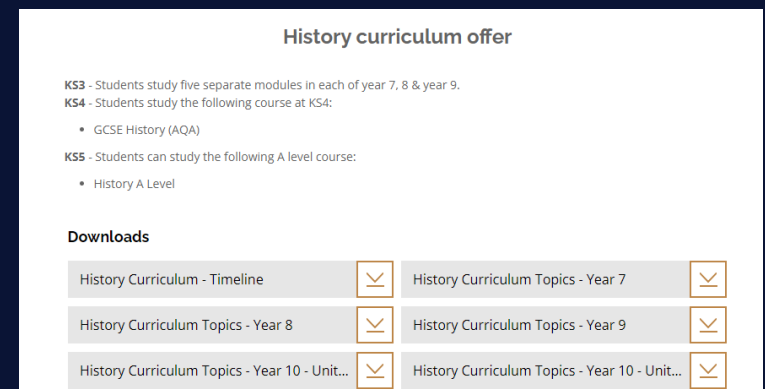 History curriculum offer
KS3 - Students study five separate modules in each of year 7, 8 & year 9.
KS4 - Students study the following course at KS4:
• GCSE History (AQA)
KS5 - Students can study the following A level course:
• History A Level
Downloads
History Curriculum - Timeline
History Curriculum Topics - Year 7
History Curriculum Topics - Year 8
History Curriculum Topics - Year 9
History Curriculum Topics - Year 10 - Unit...
History Curriculum Topics - Year 10 - Unit...